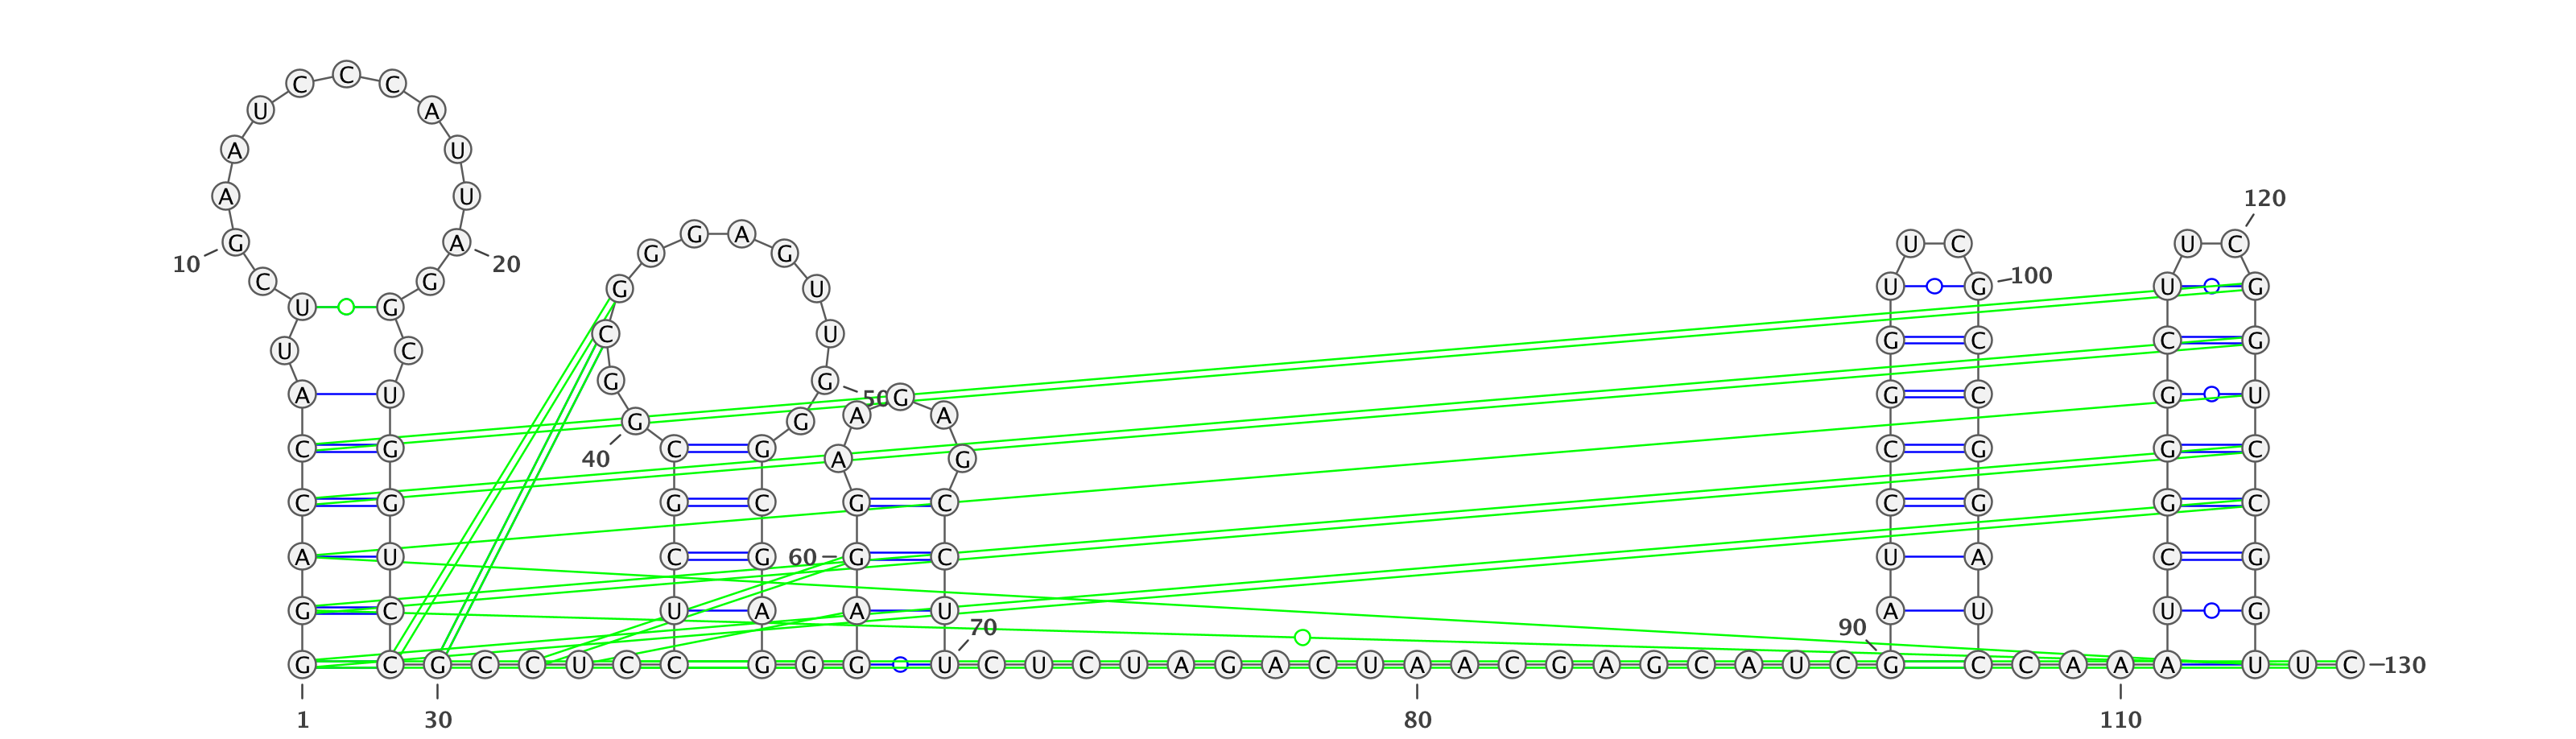 1
G G A C C A U U C G
10
A A U C C C A U U A
20
G G C U G G U C C G
30
C C U C C U C G C G
40
G C G G G A G U U G
50
G G C G A G G G A G
60
G A A G A G C C U U
70
C U C U A G A C U A
80
A C G A G C A U C G
90
A U C C G G U U C G
100
C C G G A U C C A A
110
A U C G G G C U U C
120
G G U C C G G U U C
130